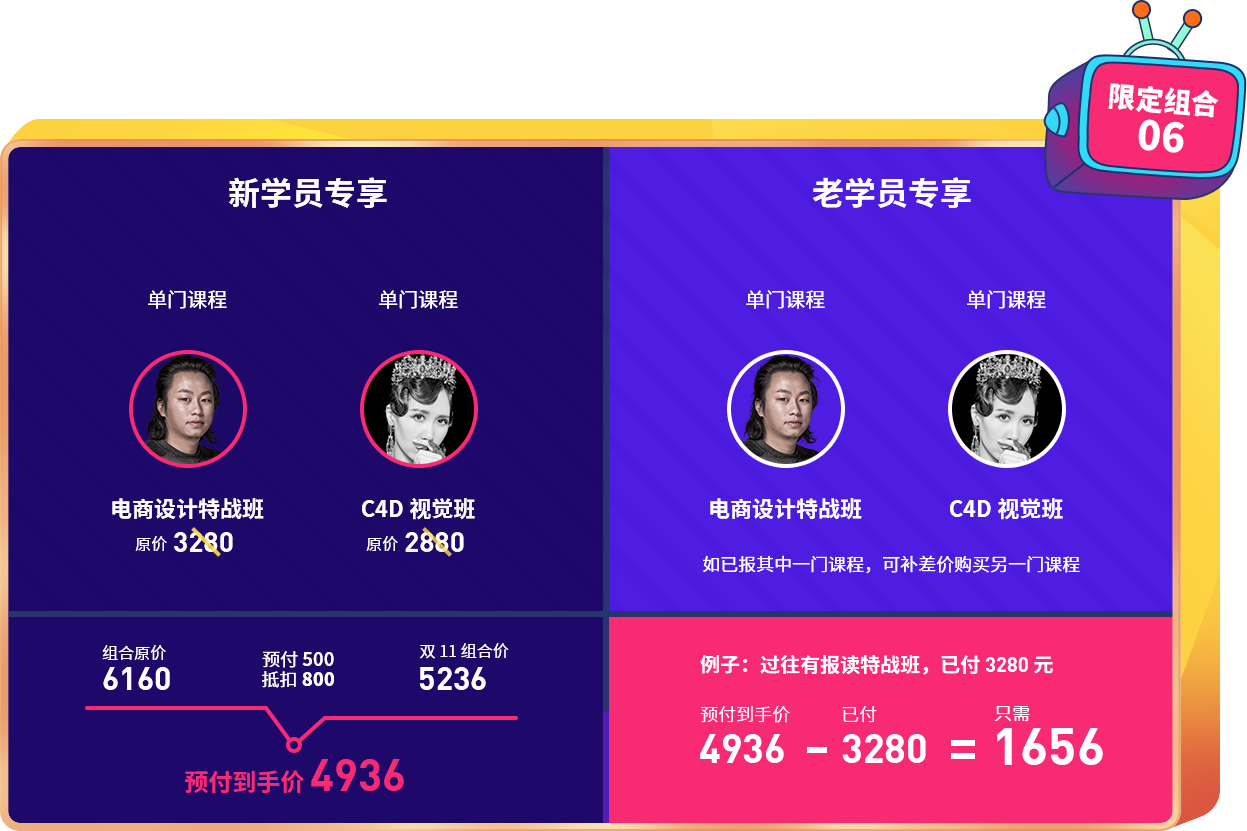 限定组合
06
新学员专享
单门课程
单门课程
电商设计特战班
原价 3280
C4D 视觉班
原价 2880
组合原价
6160
预付 500
抵扣 800
双 11 组合价
5236
预付到手价 4936
老学员专享
单门课程
单门课程
电商设计特战班
C4D 视觉班
如已报其中一门课程，可补差价购买另一门课程
例子：过往有报读特战班，已付 3280 元
预付到手价
已付
只需
4936 – 3280 = 1656